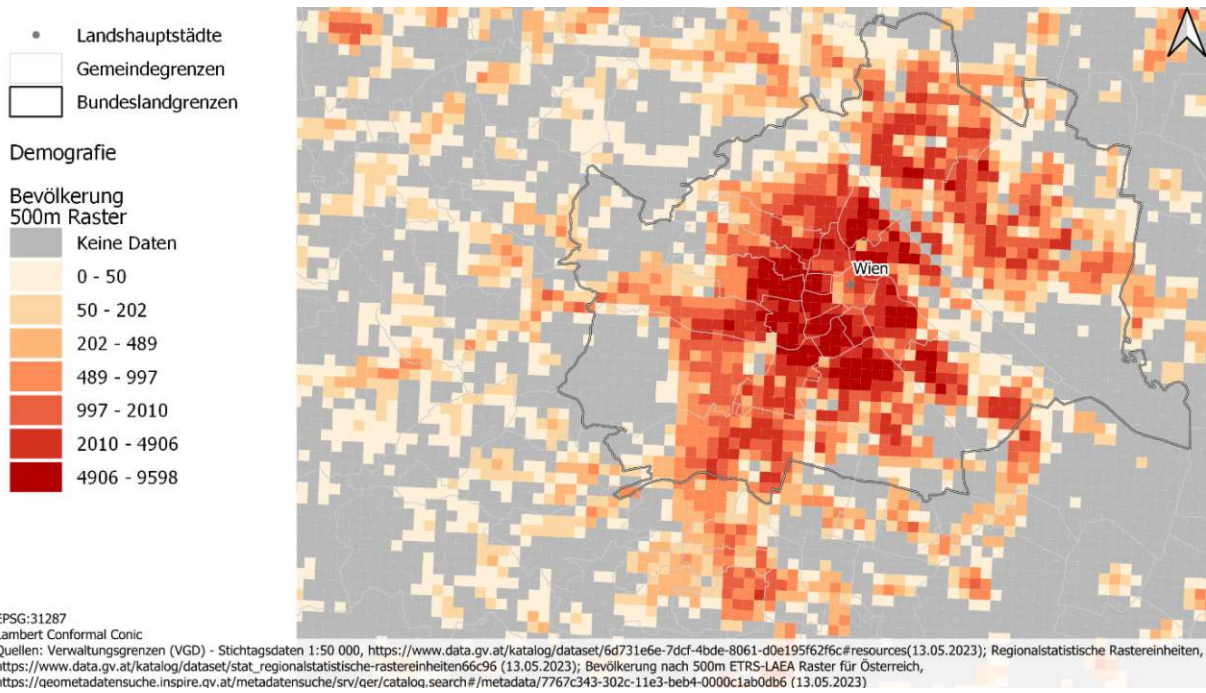 Landshauptstädte
Gemeindegrenzen
Bundeslandgrenzen
Demografie
Bevölkerung
500m Raster
Keine Daten
0 - 50
50 - 202
202 - 489
489 - 997
997 - 2010
2010 - 4906
4906 - 9598
Wien
EPSG:31287
Lambert Conformal Conic
Quellen: Verwaltungsgrenzen (VGD) - Stichtagsdaten 1:50 000, https://www.data.gv.at/katalog/dataset/6d731e6e-7dcf-4bde-8061-d0e195f62f6c#resources(13.05.2023); Regionalstatistische Rastereinheiten,
https://www.data.gv.at/katalog/dataset/stat_regionalstatistische-rastereinheiten66c96 (13.05.2023); Bevölkerung nach 500m ETRS-LAEA Raster für Österreich,
https://geometadatensuche.inspire.gv.at/metadatensuche/srv/ger/catalog.search#/metadata/7767c343-302c-11e3-beb4-0000c1ab0db6 (13.05.2023)